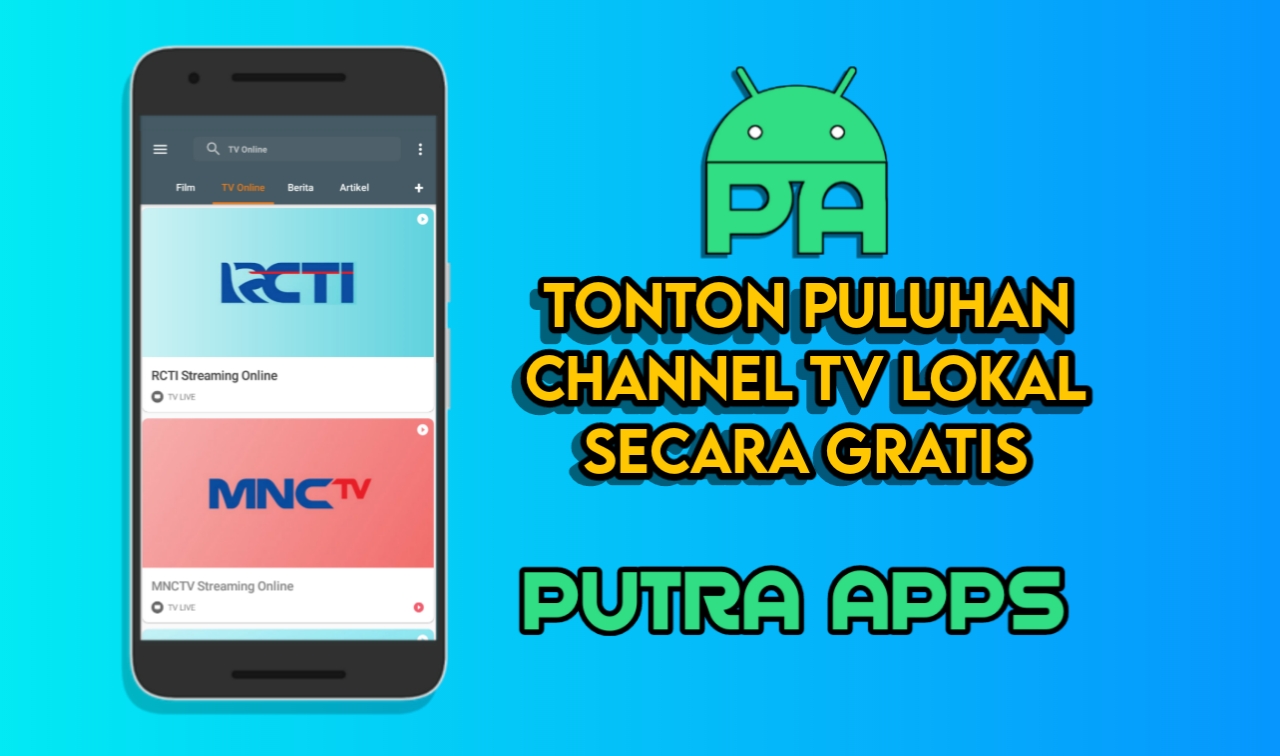 TV Online
Film
TV Online
Berita
Artikel
RCTI
RCTI Streaming Online
TV LIVE
MNCTV
MNCTV Streaming Online
TV LIVE
PA
TONTON PULUHAN
CHANNEL TV LOKAL
SECARA GRATIS
PUTRA APPS